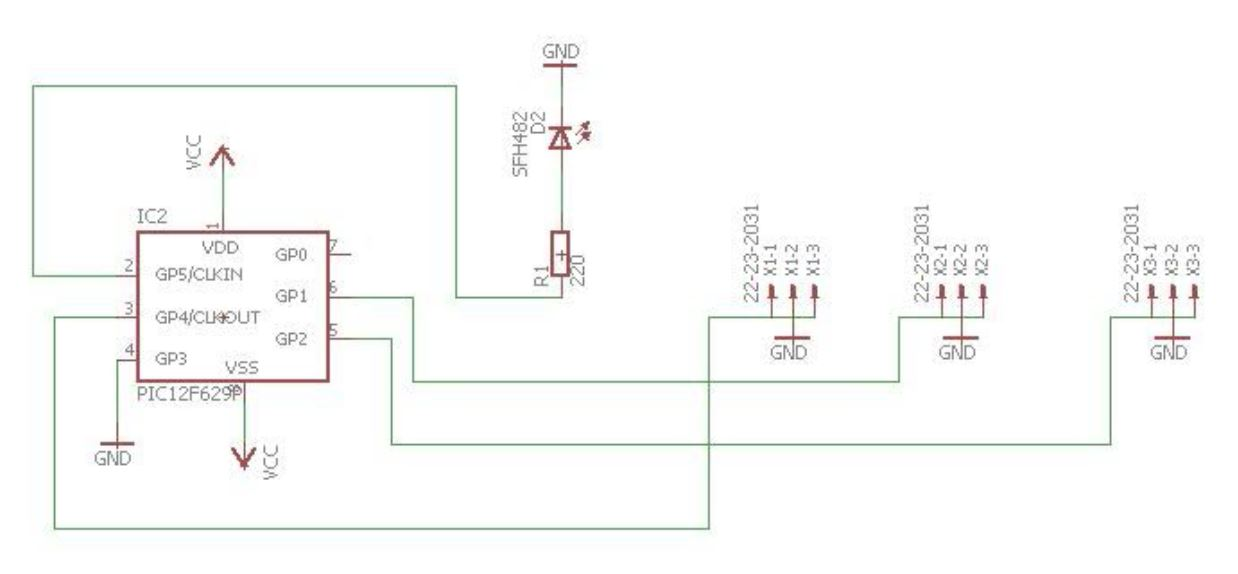 GND
SFH482
D2
VCC
IC2
1
VDD
2
GP5/CLKIN
GP0
7
3
GP4/CLKOUT
GP1
6
4
GP3
GP2
5
VSS
8
PIC12F629P
GND
VCC
R1
220
22-23-2031
X1-1
X1-2
X1-3
GND
22-23-2031
X2-1
X2-2
X2-3
GND
22-23-2031
X3-1
X3-2
X3-3
GND